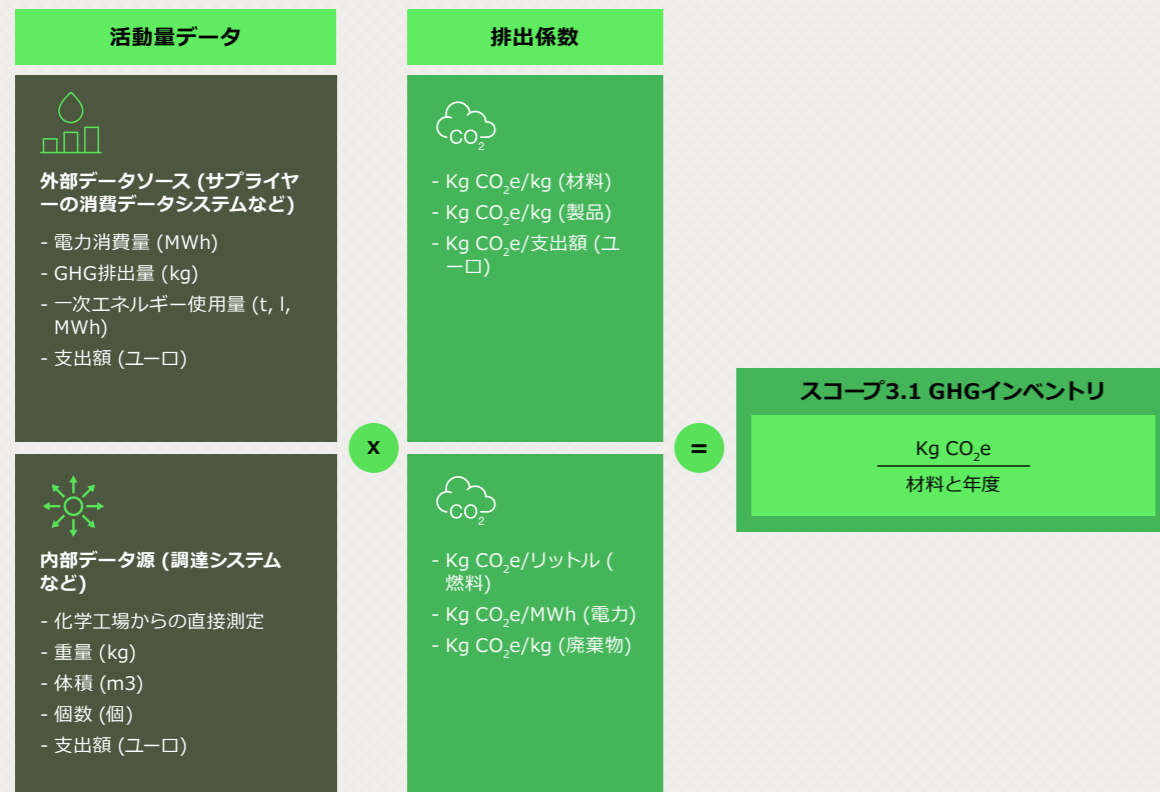 活動量データ
排出係数
外部データソース (サプライヤ
ーの消費データシステムなど)
- 電力消費量 (MWh)
- GHG排出量 (kg)
- 一次エネルギー使用量 (t, l,
MWh)
- 支出額 (ユーロ)
CO2
- Kg CO2e/kg (材料)
- Kg CO2e/kg (製品)
- Kg CO2e/支出額 (ユ
ーロ)
x
=
スコープ3.1 GHGインベントリ
Kg CO2e
材料と年度
内部データ源 (調達システム
など)
- 化学工場からの直接測定
- 重量 (kg)
- 体積 (m3)
- 個数 (個)
- 支出額 (ユーロ)
CO2
- Kg CO2e/リットル (
燃料)
- Kg CO2e/MWh (電力)
- Kg CO2e/kg (廃棄物)